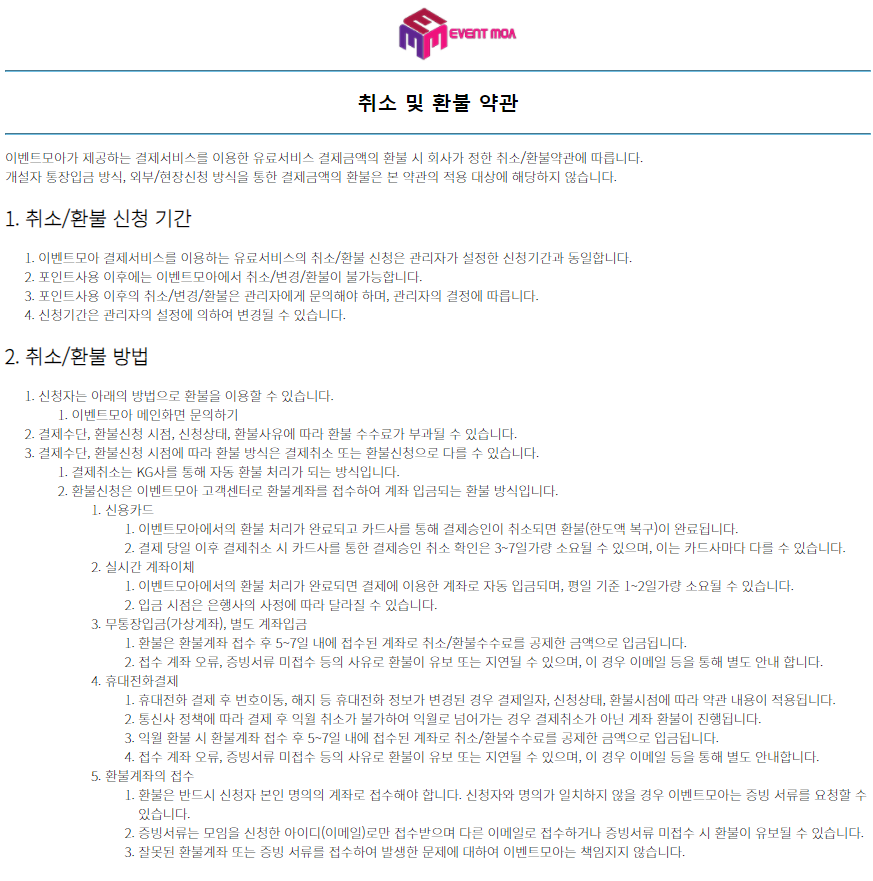 EVENT MOA
취소 및 환불 약관
이벤트모아가 제공하는 결제서비스를 이용한 유료서비스 결제금액의 환불 시 회사가 정한 취소/환불약관에 따릅니다.
개설자 통장입금 방식, 외부/현장신청 방식을 통한 결제금액의 환불은 본 약관의 적용 대상에 해당하지 않습니다.
1. 취소/환불 신청 기간
1. 이벤트모아 결제서비스를 이용하는 유료서비스의 취소/환불 신청은 관리자가 설정한 신청기간과 동일합니다.
2. 포인트사용 이후에는 이벤트모아에서 취소/변경/환불이 불가능합니다.
3. 포인트사용 이후의 취소/변경/환불은 관리자에게 문의해야 하며, 관리자의 결정에 따릅니다.
4. 신청기간은 관리자의 설정에 의하여 변경될 수 있습니다.
2. 취소/환불 방법
1. 신청자는 아래의 방법으로 환불을 이용할 수 있습니다.
1. 이벤트모아 메인화면 문의하기
2. 결제수단, 환불신청 시점, 신청상태, 환불사유에 따라 환불 수수료가 부과될 수 있습니다.
3. 결제수단, 환불신청 시점에 따라 환불 방식은 결제취소 또는 환불신청으로 다를 수 있습니다.
1. 결제취소는 KG사를 통해 자동 환불 처리가 되는 방식입니다.
2. 환불신청은 이벤트모아 고객센터로 환불계좌를 접수하여 계좌 입금되는 환불 방식입니다.
1. 신용카드
1. 이벤트모아에서의 환불 처리가 완료되고 카드사를 통해 결제승인이 취소되면 환불(한도액 복구)이 완료됩니다.
2. 결제 당일 이후 결제취소 시 카드사를 통한 결제승인 취소 확인은 3~7일가량 소요될 수 있으며, 이는 카드사마다 다를 수 있습니다.
2. 실시간 계좌이체
1. 이벤트모아에서의 환불 처리가 완료되면 결제에 이용한 계좌로 자동 입금되며, 평일 기준 1~2일가량 소요될 수 있습니다.
2. 입금 시점은 은행사의 사정에 따라 달라질 수 있습니다.
3. 무통장입금(가상계좌), 별도 계좌입금
1. 환불은 환불계좌 접수 후 5~7일 내에 접수된 계좌로 취소/환불수수료를 공제한 금액으로 입금됩니다.
2. 접수 계좌 오류, 증빙서류 미접수 등의 사유로 환불이 유보 또는 지연될 수 있으며, 이 경우 이메일 등을 통해 별도 안내 합니다.
4. 휴대전화결제
1. 휴대전화 결제 후 번호이동, 해지 등 휴대전화 정보가 변경된 경우 결제일자, 신청상태, 환불시점에 따라 약관 내용이 적용됩니다.
2. 통신사 정책에 따라 결제 후 익월 취소가 불가하여 익월로 넘어가는 경우 결제취소가 아닌 계좌 환불이 진행됩니다.
3. 익월 환불 시 환불계좌 접수 후 5~7일 내에 접수된 계좌로 취소/환불수수료를 공제한 금액으로 입금됩니다.
4. 접수 계좌 오류, 증빙서류 미접수 등의 사유로 환불이 유보 또는 지연될 수 있으며, 이 경우 이메일 등을 통해 별도 안내합니다.
5. 환불계좌의 접수
1. 환불은 반드시 신청자 본인 명의의 계좌로 접수해야 합니다. 신청자와 명의가 일치하지 않을 경우 이벤트모아는 증빙 서류를 요청할 수
있습니다.
2. 증빙서류는 모임을 신청한 아이디(이메일)로만 접수받으며 다른 이메일로 접수하거나 증빙서류 미접수 시 환불이 유보될 수 있습니다.
3. 잘못된 환불계좌 또는 증빙 서류를 접수하여 발생한 문제에 대하여 이벤트모아는 책임지지 않습니다.